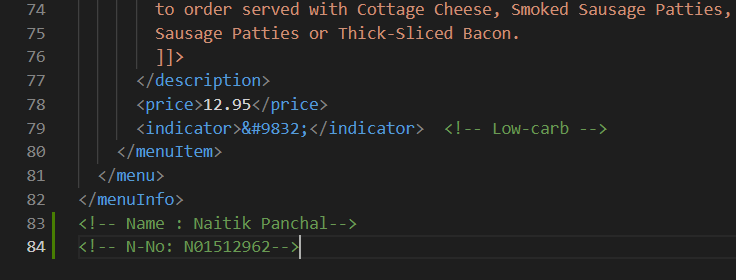 74 to order served with Cottage Cheese, Smoked Sausage Patties,
75 Sausage Patties or Thick-Sliced Bacon.
76 ]]>
77 </description>
78 <price>12.95</price>
79 <indicator>&#9832;</indicator>  <!-- Low-carb -->
80 </menuItem>
81 </menu>
82 </menuInfo>
83 <!-- Name : Naitik Panchal-->
84 <!-- N-No: N01512962-->